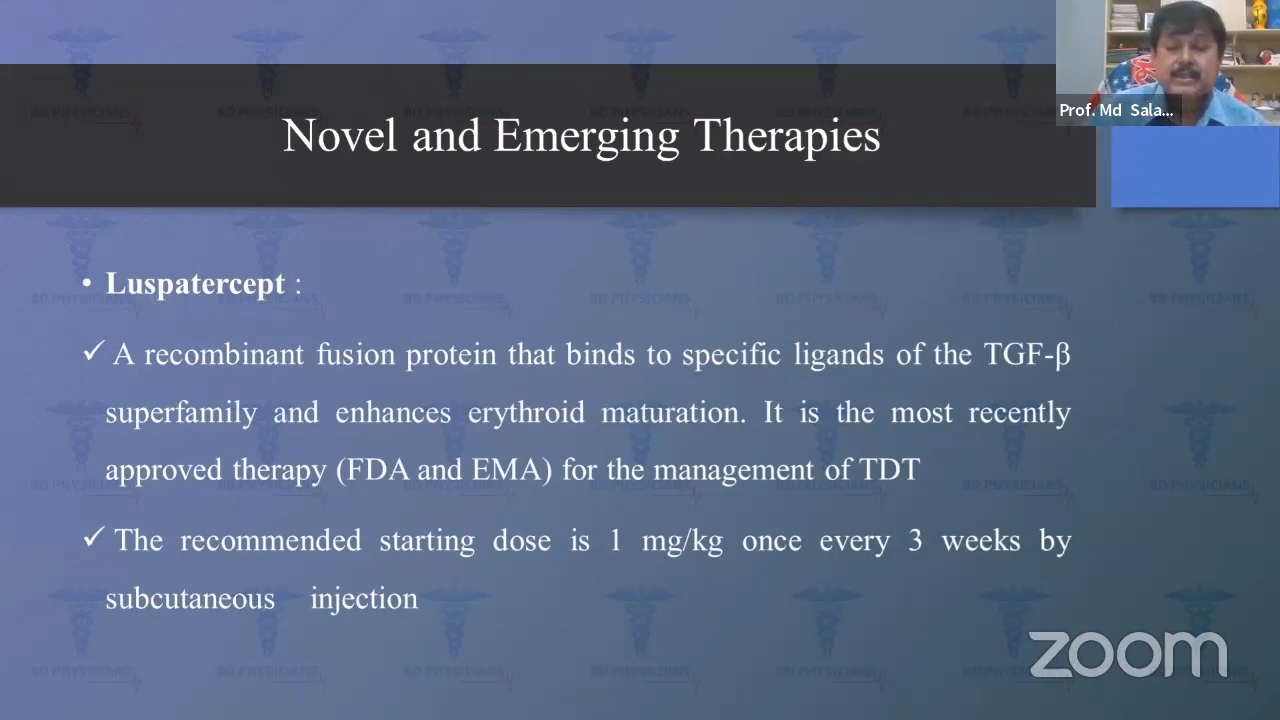 Prof. Md Sala...
Novel and Emerging Therapies
• Luspatercept :
✓ A recombinant fusion protein that binds to specific ligands of the TGF-β
superfamily and enhances erythroid maturation. It is the most recently
approved therapy (FDA and EMA) for the management of TDT
✓ The recommended starting dose is 1 mg/kg once every 3 weeks by
subcutaneous injection
zoom
BD PHYSICIANS